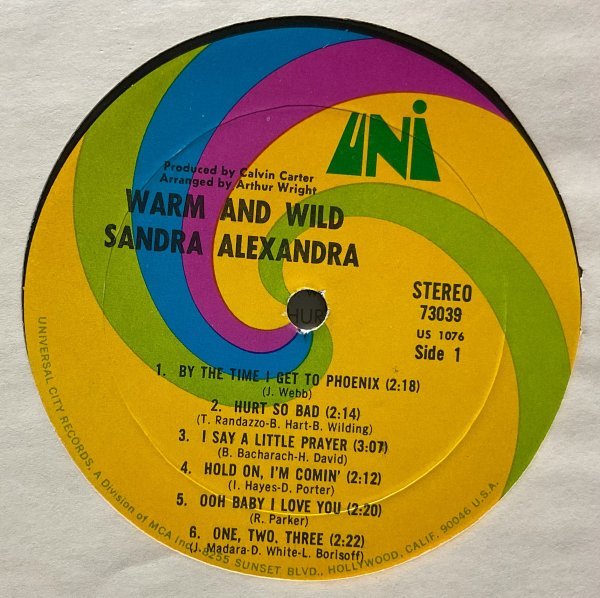 UNI
Produced by Calvin Carter
Arranged by Arthur Wright
WARM AND WILD
SANDRA ALEXANDRA
STEREO
73039
US 1076
Side 1
HUR
1. BY THE TIME I GET TO PHOENIX (2:18)
(J. Webb)
2. HURT SO BAD (2:14)
(T. Randazzo-B. Hart-B. Wilding)
3. I SAY A LITTLE PRAYER (3:07)
(B. Bacharach-H. David)
4. HOLD ON, I'M COMIN' (2:12)
(I. Hayes-D. Porter)
5. OOH BABY I LOVE YOU (2:20)
(R. Parker)
6. ONE, TWO, THREE (2:22)
(J. Madara-D. White-L. Borisoff)
UNIVERSAL CITY RECORDS, A Division of MCA Inc., 8255 SUNSET BLVD., HOLLYWOOD, CALIF. 90046 U.S.A.